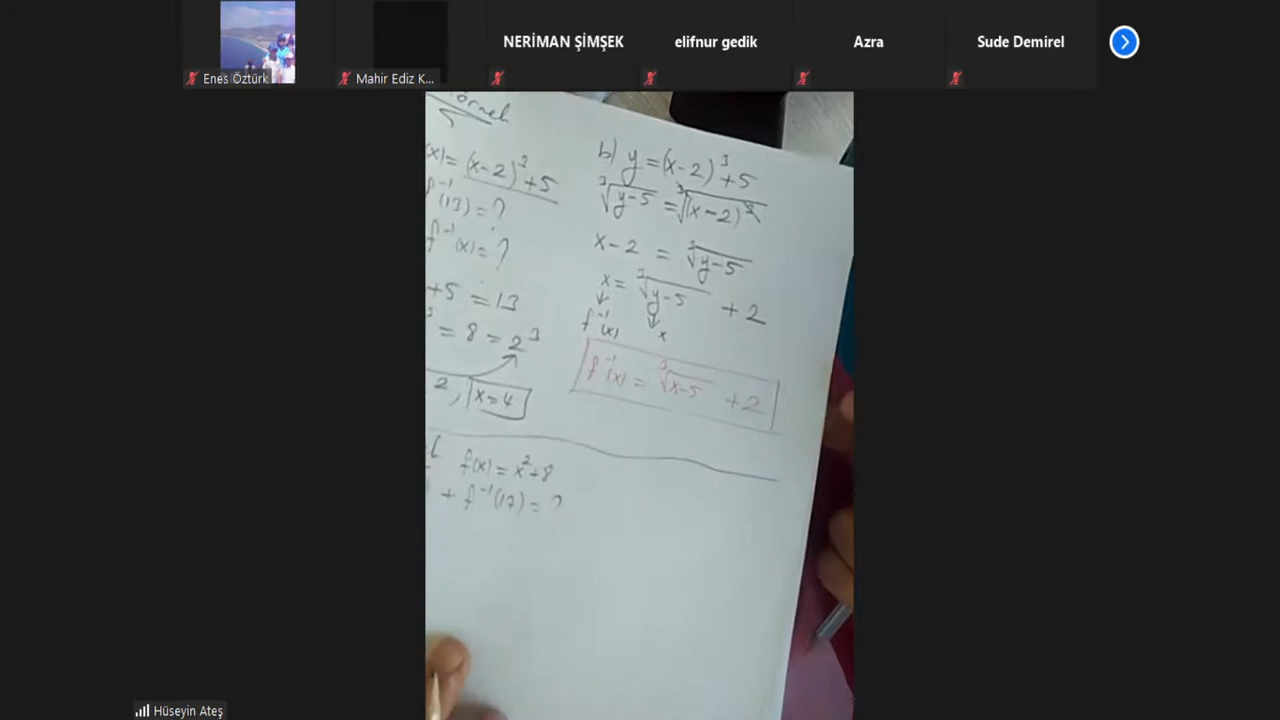 NERİMAN ŞİMŞEK
elifnur gedik
Azra
Sude Demirel
Enes Öztürk
Mahir Ediz K...
örnek
(x) = (x-2)³+5
f⁻¹(13) = ?
f⁻¹(x) = ?
+5 = 13
³ = 8 = 2³
2, x=4
b) y = (x-2)³+5
∛(y-5) = ∛(x-2)³
x-2 = ∛(y-5)
x = ∛(y-5) + 2
f⁻¹(x) x
f⁻¹(x) = ∛(x-5) + 2
f(x) = x²+8
+ f⁻¹(17) = ?
Hüseyin Ateş